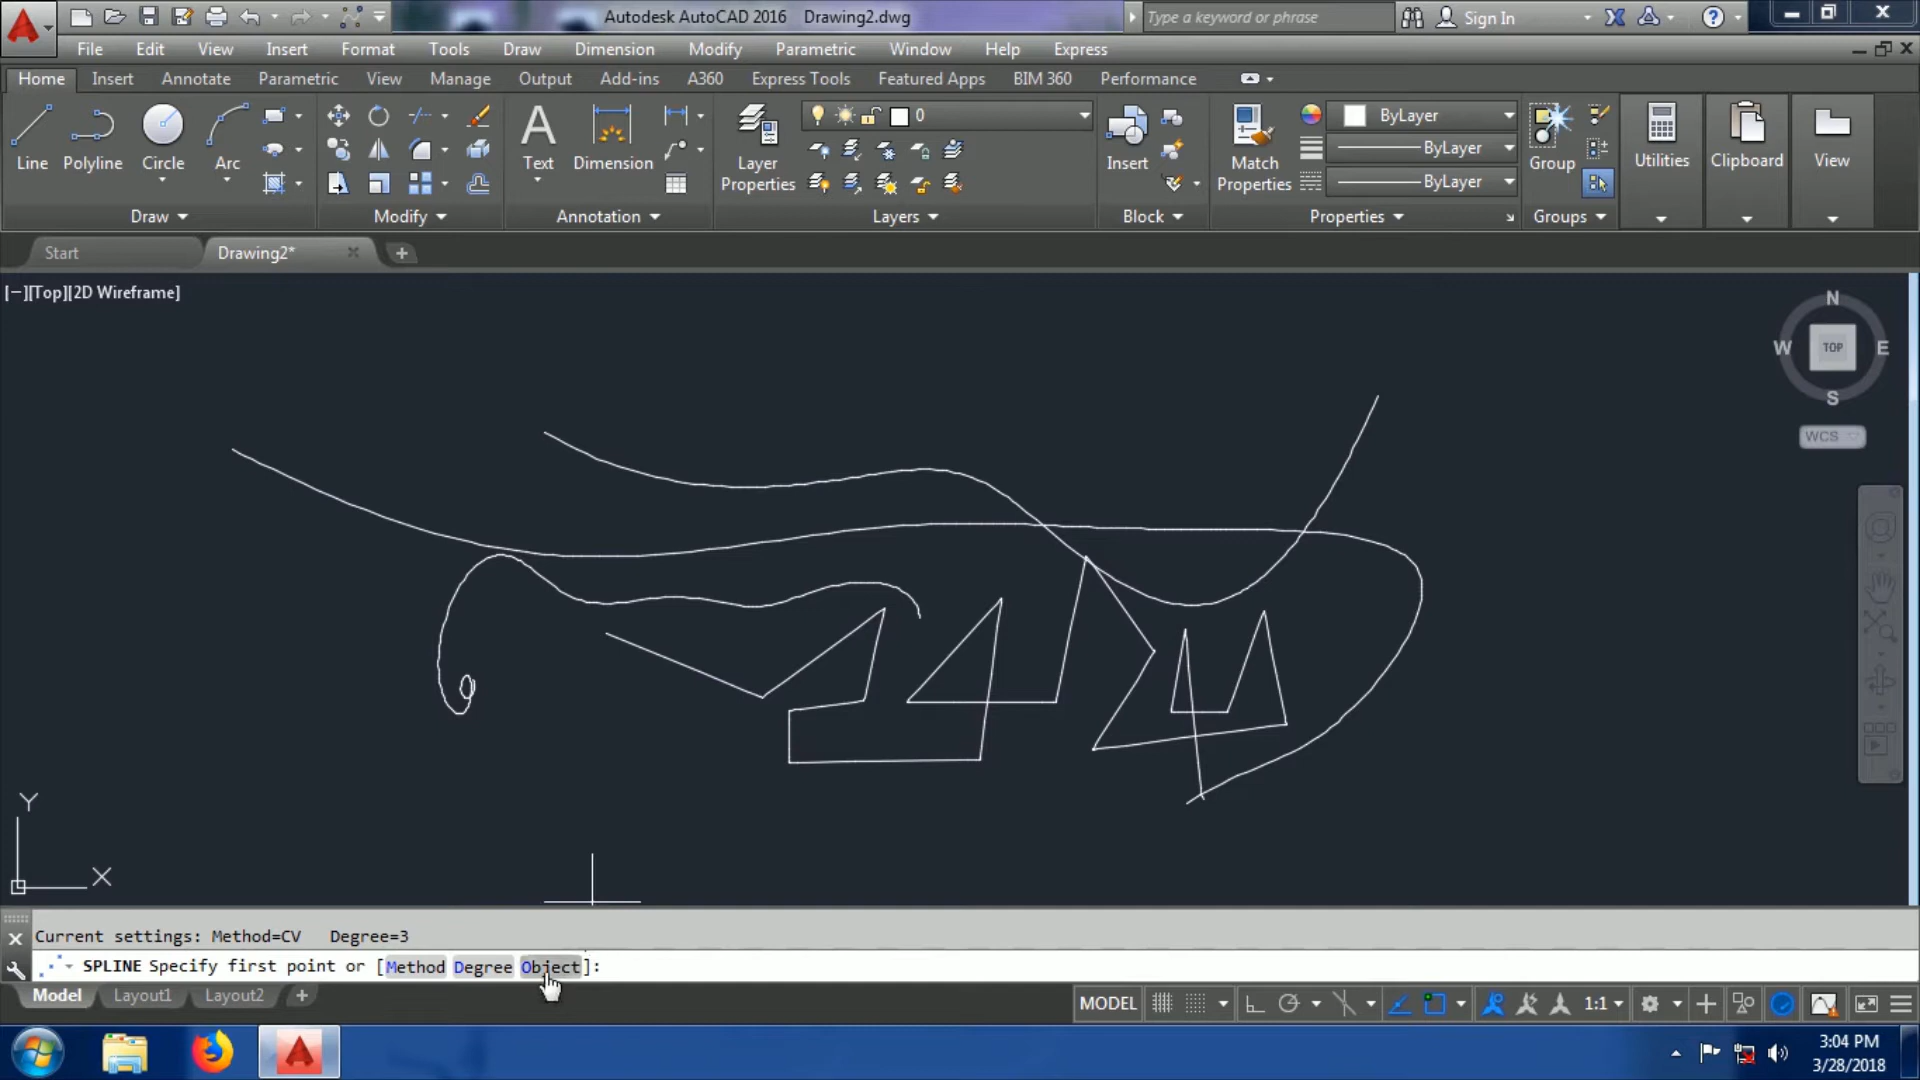 Autodesk AutoCAD 2016 Drawing2.dwg
Type a keyword or phrase
Sign In
File Edit View Insert Format Tools Draw Dimension Modify Parametric Window Help Express
Home Insert Annotate Parametric View Manage Output Add-ins A360 Express Tools Featured Apps BIM 360 Performance
Line Polyline Circle Arc
Text Dimension
Layer Properties
0
Insert
Match Properties
ByLayer
ByLayer
ByLayer
Group
Utilities
Clipboard
View
Draw Modify Annotation Layers Block Properties Groups
Start Drawing2*
[−][Top][2D Wireframe]
N
W TOP E
S
WCS
Y
X
Current settings: Method=CV Degree=3
SPLINE Specify first point or [Method Degree Object]:
Model Layout1 Layout2
MODEL
1:1
3:04 PM
3/28/2018